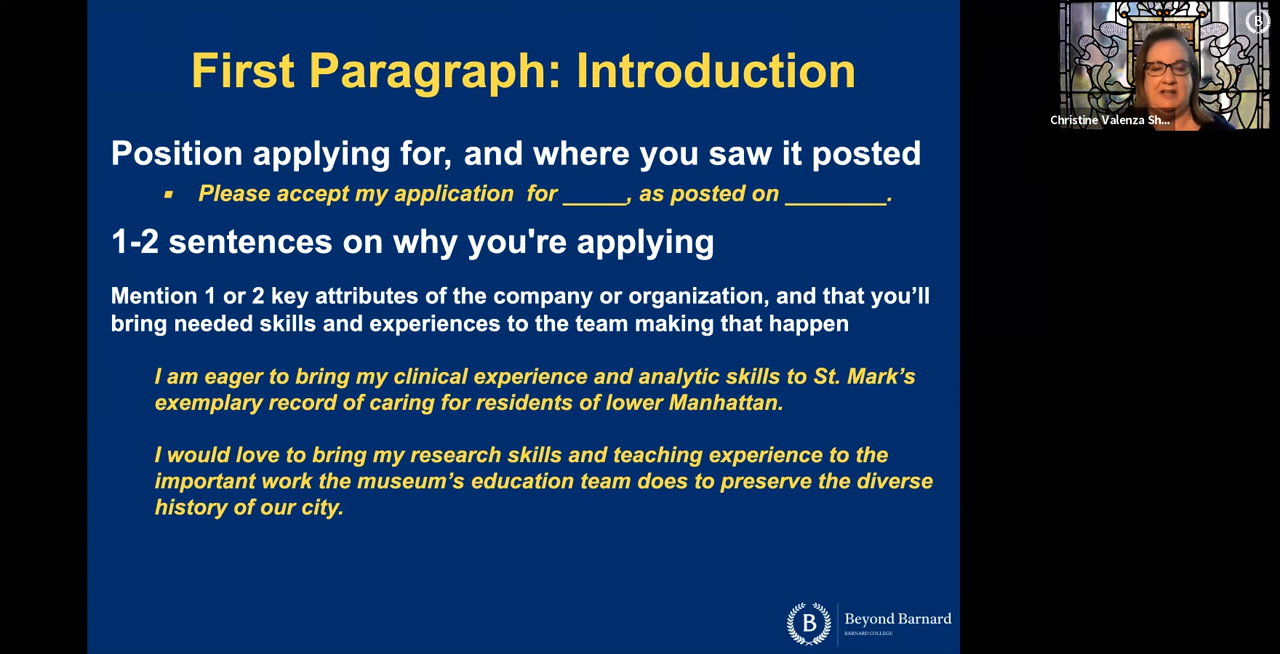 First Paragraph: Introduction
Position applying for, and where you saw it posted
▪ Please accept my application for _____, as posted on ________.
1-2 sentences on why you're applying
Mention 1 or 2 key attributes of the company or organization, and that you’ll
bring needed skills and experiences to the team making that happen
I am eager to bring my clinical experience and analytic skills to St. Mark’s
exemplary record of caring for residents of lower Manhattan.
I would love to bring my research skills and teaching experience to the
important work the museum’s education team does to preserve the diverse
history of our city.
B
Beyond Barnard
BARNARD COLLEGE
B
Christine Valenza Sh...